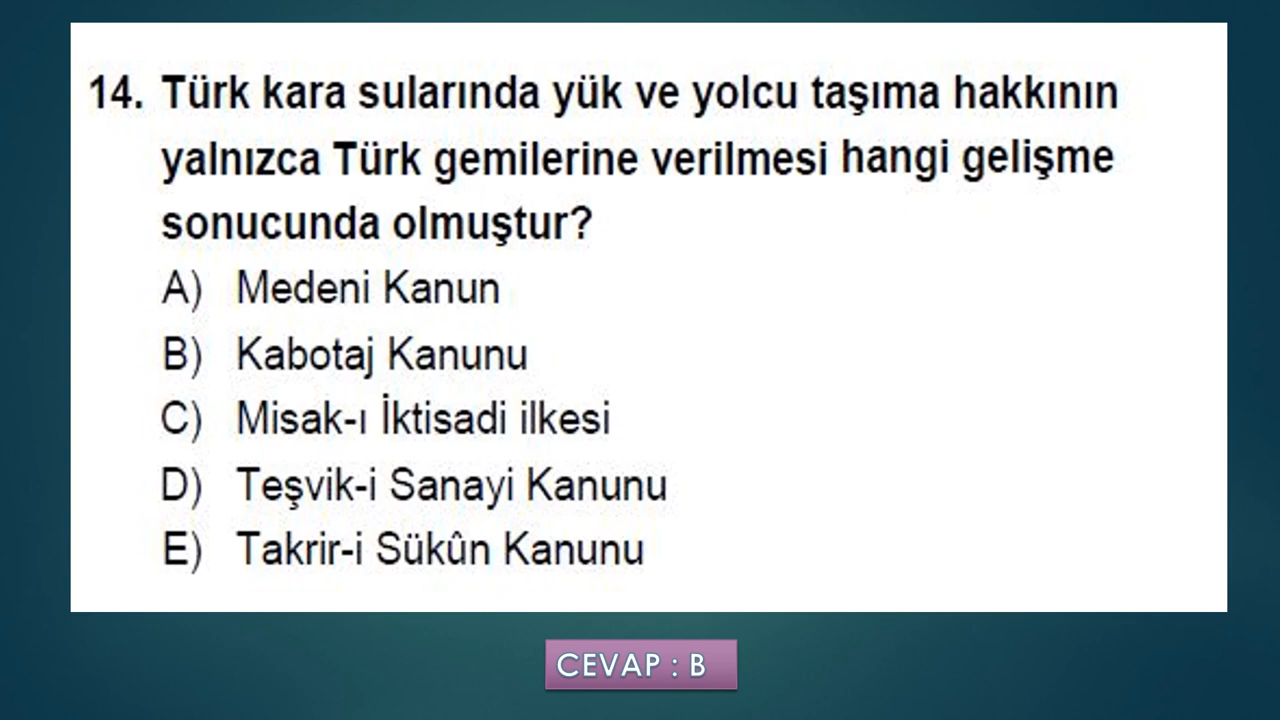 14. Türk kara sularında yük ve yolcu taşıma hakkının
yalnızca Türk gemilerine verilmesi hangi gelişme
sonucunda olmuştur?
A) Medeni Kanun
B) Kabotaj Kanunu
C) Misak-ı İktisadi ilkesi
D) Teşvik-i Sanayi Kanunu
E) Takrir-i Sükûn Kanunu
CEVAP : B